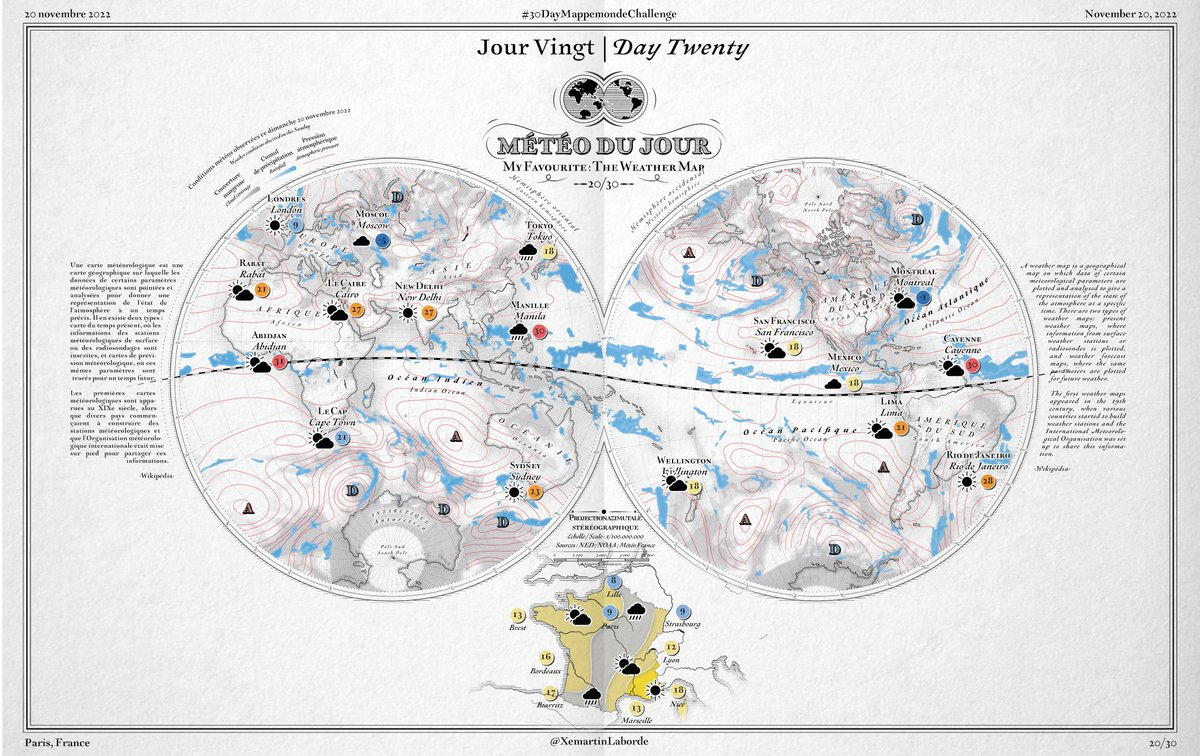 20 novembre 2022
#30DayMappemondeChallenge
November 20, 2022
Jour Vingt | Day Twenty
MÉTÉO DU JOUR
My Favourite: The Weather Map
20/30
Conditions météos observées ce dimanche 20 novembre 2022
Couverture
nuageuse
Cloud coverage
Cumul
de précipitation
Rainfall
Pression
atmosphérique
Atmospheric pressure
Hémisphère oriental
Eastern hemisphere
Hémisphère occidental
Western hemisphere
Une carte météorologique est une
carte géographique sur laquelle les
données de certains paramètres
météorologiques sont pointées et
analysées pour donner une
représentation de l'état de
l'atmosphère à un temps
précis. Il en existe deux types :
carte du temps présent, où les
informations des stations
météorologiques de surface
ou des radiosondages sont
inscrites, et cartes de prévi-
sion météorologique, où ces
mêmes paramètres sont
tracés pour un temps futur.
Les premières cartes
météorologiques sont appa-
rues au XIXe siècle, alors
que divers pays commen-
çaient à construire des
stations météorologiques et
que l'Organisation météorolo-
gique internationale était mise
sur pied pour partager ces
informations.
-Wikipédia-
Londres
London
9
Moscou
Moscow
D
Tokyo
Tokyo
18
EUROPE
Rabat
Rabat
21
Le Caire
Cairo
27
New Delhi
New Delhi
27
ASIE
Asia
AFRIQUE
Africa
Manille
Manila
30
Abidjan
Abidjan
31
Océan Indien
Indian Ocean
Le Cap
Cape Town
21
A
OCÉANIE
Sydney
Sydney
23
A
D
D
D
ANTARCTIQUE
Antarctica
Pôle Sud
South Pole
Pôle Nord
North Pole
D
A
D
Montréal
Montreal
AMÉRIQUE
DU NORD
North America
Océan Atlantique
Atlantic Ocean
San Francisco
San Francisco
18
Cayenne
Cayenne
30
Mexico
Mexico
18
Equateur
Lima
Lima
21
Océan Pacifique
Pacific Ocean
AMÉRIQUE
DU SUD
South America
Wellington
Wellington
18
A
Rio de Janeiro
Rio de Janeiro
28
A
D
A weather map is a geographical
map on which data of certain
meteorological parameters are
plotted and analysed to give a
representation of the state of
the atmosphere at a specific
time. There are two types of
weather maps: present
weather maps, where
information from surface
weather stations or
radiosondes is plotted,
and weather forecast
maps, where the same
parameters are plotted
for future weather.
The first weather maps
appeared in the 19th
century, when various
countries started to build
weather stations and the
International Meteorolo-
gical Organisation was set
up to share this informa-
tion.
-Wikipédia-
Projection azimutale
stéréographique
Échelle / Scale : 1/100.000.000
Sources : NED ; NOAA ; Météo France
8
Lille
13
Brest
9
Paris
9
Strasbourg
16
Bordeaux
12
Lyon
17
Biarritz
18
Nice
13
Marseille
Paris, France
@XemartinLaborde
20/30